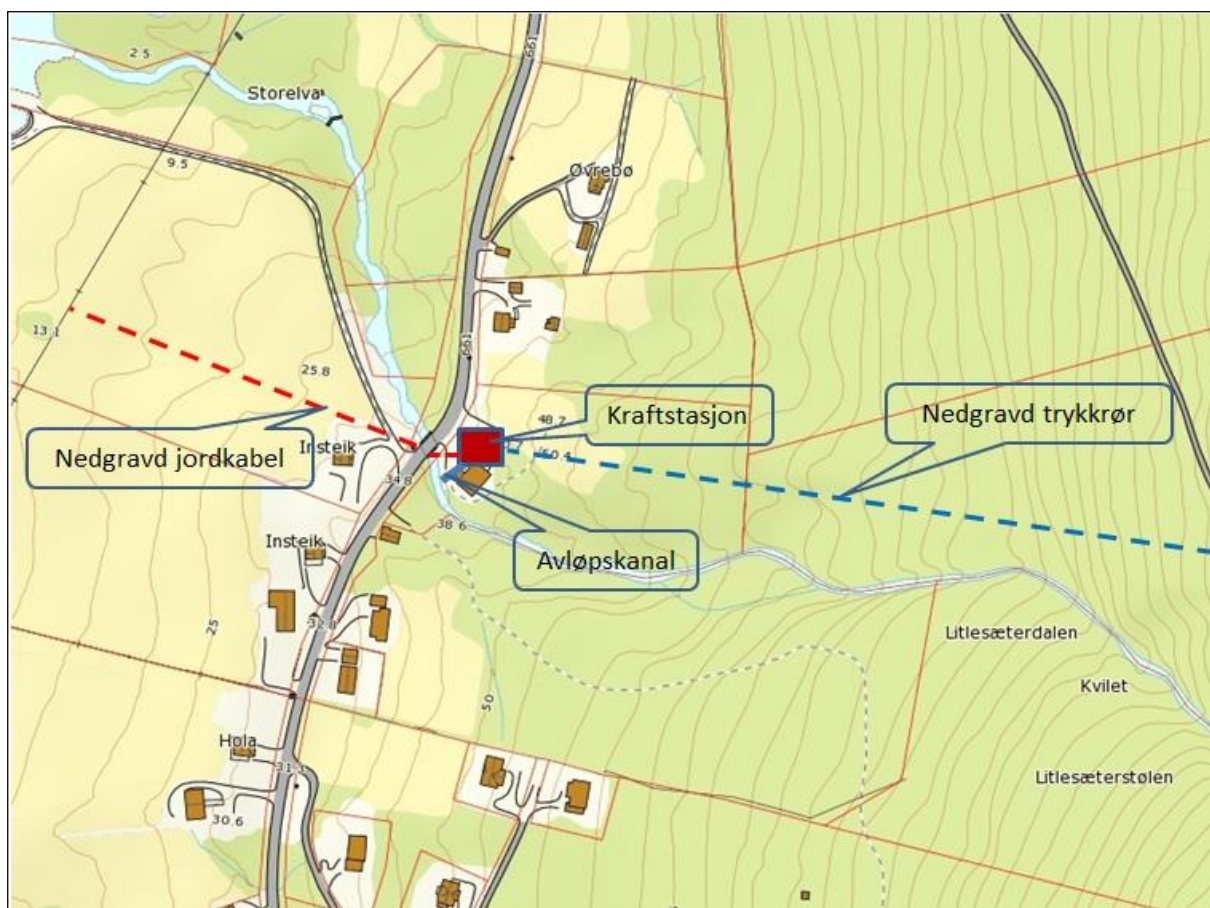 2.5
661
Storelva
9.5
Øvrebø
13.1
25.8
661
Kraftstasjon
48.7
Nedgravd trykkrør
Insteik
Nedgravd jordkabel
50.4
34.8
38.6
Insteik
Avløpskanal
32.8
25
Litlesæterdalen
Kvilet
50
Hola
31.1
Litlesæterstølen
30.6